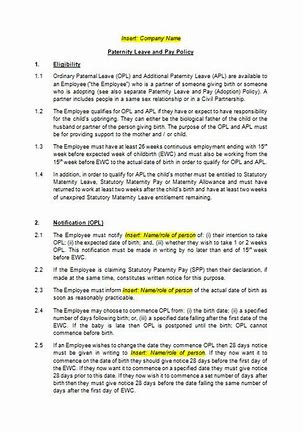 Insert: Company Name
Paternity Leave and Pay Policy
1. Eligibility
1.1 Ordinary Paternal Leave (OPL) and Additional Paternity Leave (APL) are available to
an Employee ("the Employee") who is a partner of someone giving birth or someone
who is adopting (see also separate Paternity Leave and Pay (Adoption) Policy). A
partner includes people in a same sex relationship or in a Civil Partnership.
1.2 The Employee qualifies for OPL and APL if they have or expect to have responsibility
for the child's upbringing. They can either be the biological father of the child or the
husband or partner of the person giving birth. The purpose of the OPL and APL must
be for providing support to the mother and / or child.
1.3 The Employee must have at least 26 weeks continuous employment ending with 15th
week before expected week of childbirth (EWC) and must also be working from the
15th week before EWC to the actual date of birth in order to qualify for OPL and APL.
1.4 In addition, in order to qualify for APL the child's mother must be entitled to Statutory
Maternity Leave, Statutory Maternity Pay or Maternity Allowance and must have
returned to work at least two weeks after the child's birth and have at least two weeks
of unexpired Statutory Maternity Leave entitlement remaining.
2. Notification (OPL)
2.1 The Employee must notify Insert: Name/role of person of: (i) their intention to take
OPL; (ii) the expected date of birth; and, (iii) whether they wish to take 1 or 2 weeks
OPL. This notification must be made in writing by no later than end of 15th week
before EWC.
2.2 If the Employee is claiming Statutory Paternity Pay (SPP) then their declaration, if
made at the same time, constitutes written notice for this purpose.
2.3 The Employee must inform Insert: Name/role of person of the actual date of birth as
soon as reasonably practicable.
2.4 The Employee may choose to commence OPL from: (i) the birth date; (ii) a specified
number of days following birth; or, (iii) a specified date falling after the first date of the
EWC. If the baby is late then OPL is postponed until the birth; OPL cannot
commence before birth.
2.5 If an Employee wishes to change the date they commence OPL then 28 days notice
must be given in writing to Insert: Name/role of person. If they now want it to
commence on the date of birth they should give notice 28 days before the first day of
the EWC. If they now want it to commence on a specified date they must give notice
28 days prior to this date. If they now wish it to commence a set number of days after
birth then they must give notice 28 days before the date falling the same number of
days after the first date of EWC.